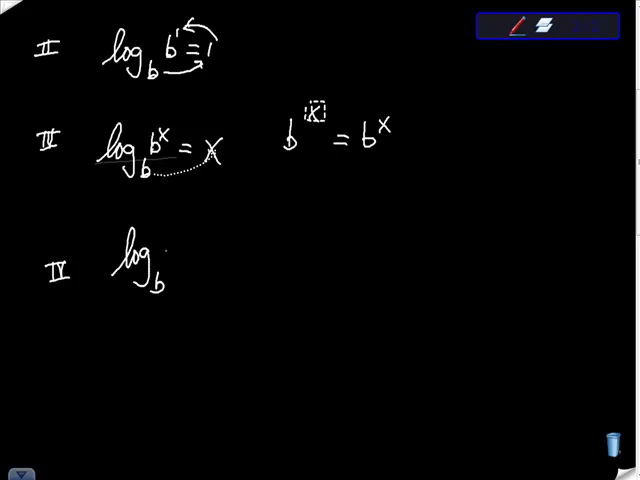 II log_b b^1 = 1
III log_b b^x = x b^x = b^x
IV log_b